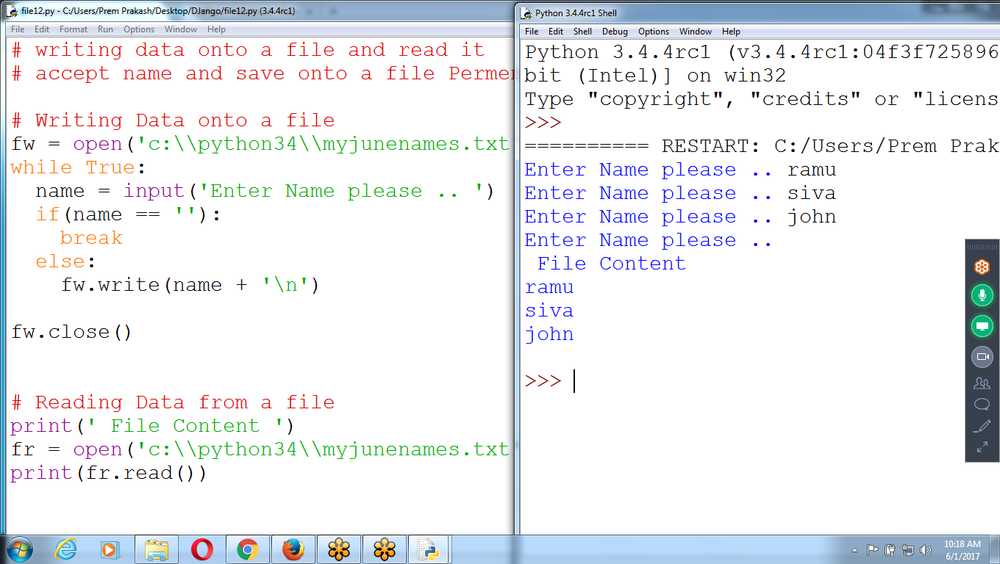 file12.py - C:/Users/Prem Prakash/Desktop/DJango/file12.py (3.4.4rc1)
File Edit Format Run Options Window Help
# writing data onto a file and read it
# accept name and save onto a file Permen
# Writing Data onto a file
fw = open('c:\\python34\\myjunenames.txt
while True:
  name = input('Enter Name please .. ')
  if(name == ''):
    break
  else:
    fw.write(name + '\n')
fw.close()
# Reading Data from a file
print(' File Content ')
fr = open('c:\\python34\\myjunenames.txt'
print(fr.read())
Python 3.4.4rc1 Shell
File Edit Shell Debug Options Window Help
Python 3.4.4rc1 (v3.4.4rc1:04f3f725896
bit (Intel)] on win32
Type "copyright", "credits" or "licens
>>>
========== RESTART: C:/Users/Prem Prak
Enter Name please .. ramu
Enter Name please .. siva
Enter Name please .. john
Enter Name please ..
 File Content
ramu
siva
john
>>>
10:18 AM
6/1/2017